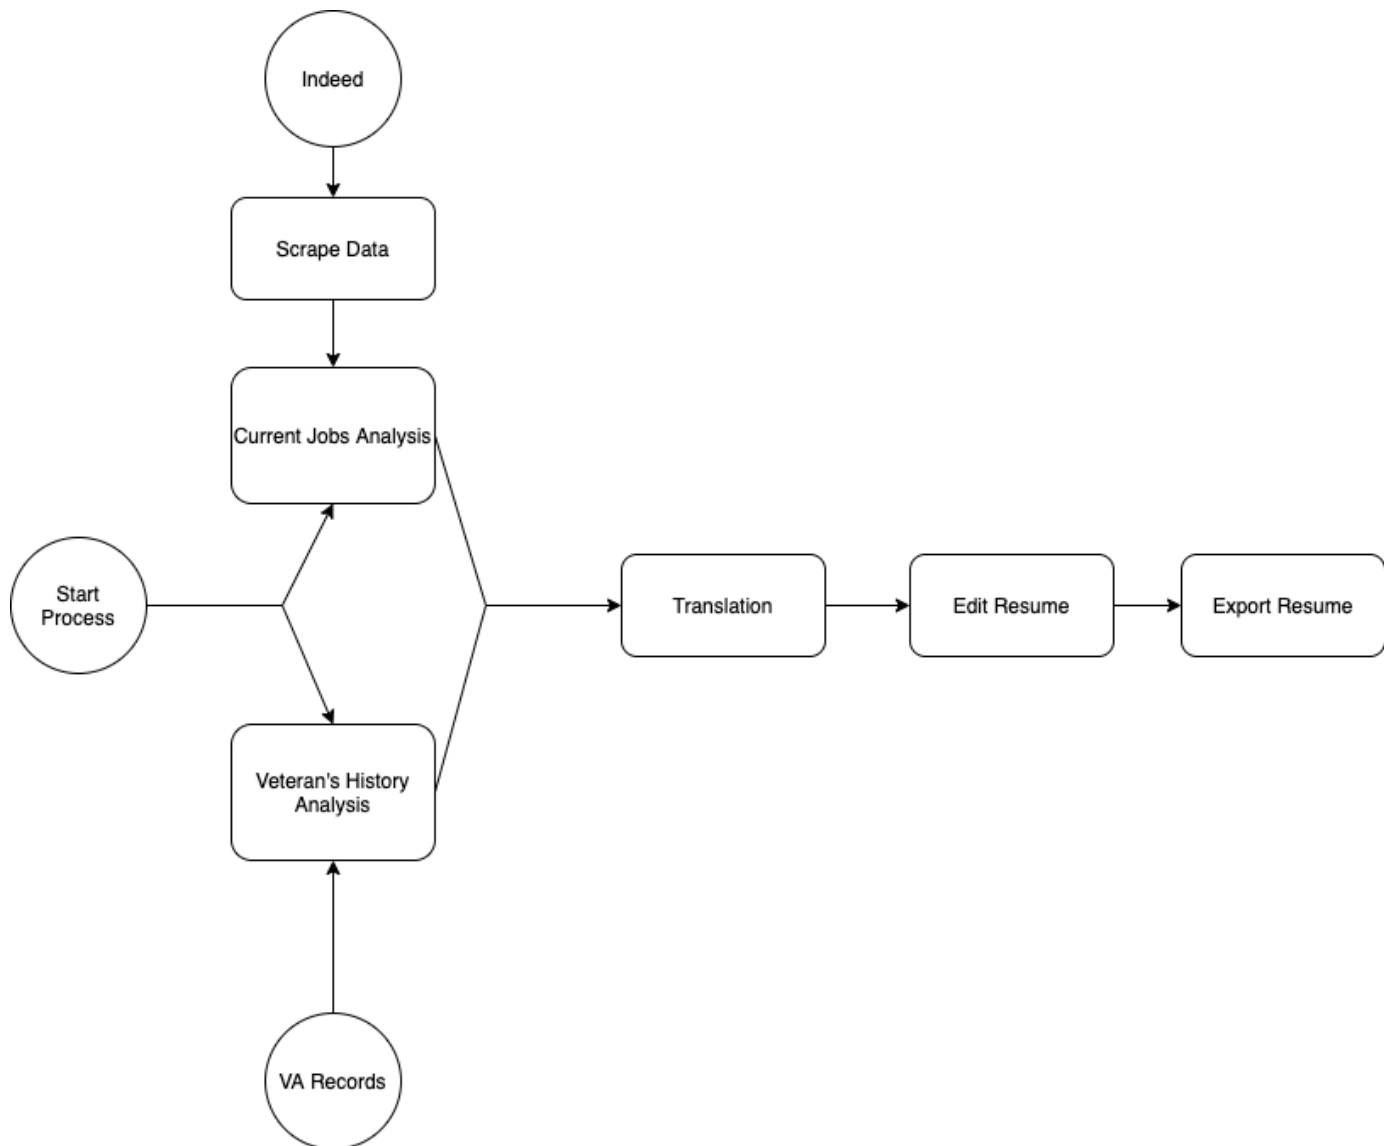 Indeed
Scrape Data
Current Jobs Analysis
Start
Process
Translation
Edit Resume
Export Resume
Veteran's History
Analysis
VA Records